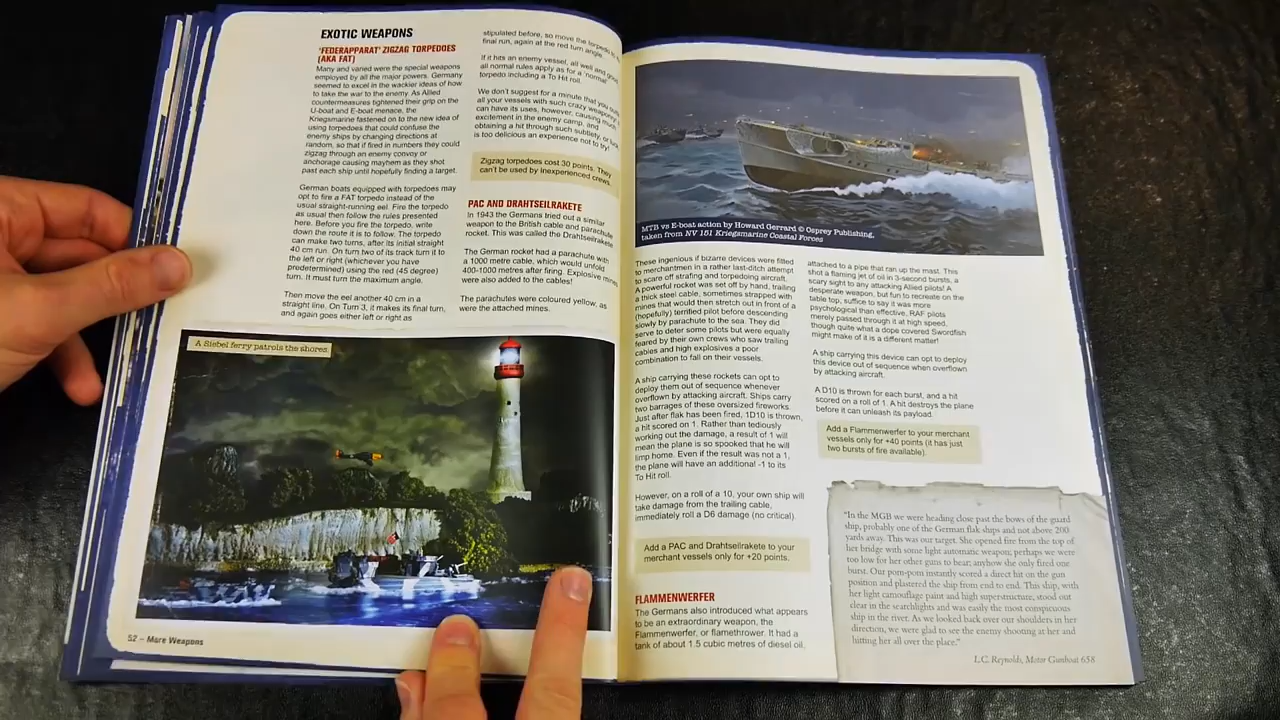 EXOTIC WEAPONS
'FEDERAPPARAT' ZIGZAG TORPEDOES
(AKA FAT)
Many and varied were the special weapons
employed by all the major powers. Germany
seemed to excel in the wackier ideas of how
to take the war to the enemy. As Allied
countermeasures tightened their grip on the
U-boat and E-boat menace, the
Kriegsmarine fastened on to the new idea of
using torpedoes that could confuse the
enemy ships by changing directions at
random, so that if fired in numbers they could
zigzag through an enemy convoy or
anchorage causing mayhem as they shot
past each ship until hopefully finding a target.
German boats equipped with torpedoes may
opt to fire a FAT torpedo instead of the
usual straight-running eel. Fire the torpedo
as usual then follow the rules presented
here. Before you fire the torpedo, write
down the route it is to follow. The torpedo
can make two turns, after its initial straight
40 cm run. On turn two of its track turn it to
the left or right (whichever you have
predetermined) using the red (45 degree)
turn. It must turn the maximum angle.
Then move the eel another 40 cm in a
straight line. On Turn 3, it makes its final turn,
and again goes either left or right as
stipulated before, so move the torpedo
final run, again at the red turn angle.
If it hits an enemy vessel, all well and good
all normal rules apply as for a 'normal'
torpedo including a To Hit roll.
We don't suggest for a minute that you
all your vessels with such crazy weaponry
can have its uses, however, causing much
excitement in the enemy camp, and
obtaining a hit through such subtlety, or luck
is too delicious an experience not to try!
Zigzag torpedoes cost 30 points. They
can't be used by Inexperienced crews.
PAC AND DRAHTSEILRAKETE
In 1943 the Germans tried out a similar
weapon to the British cable and parachute
rocket. This was called the Drahtseilrakete
The German rocket had a parachute with
a 1000 metre cable, which would unfold
400-1000 metres after firing. Explosive mines
were also added to the cables!
The parachutes were coloured yellow, as
were the attached mines.
A Siebel ferry patrols the shores.
52 – More Weapons
MTB vs E-boat action by Howard Gerrard © Osprey Publishing,
taken from NV 151 Kriegsmarine Coastal Forces
These ingenious if bizarre devices were fitted
to merchantmen in a rather last-ditch attempt
to scare off strafing and torpedoing aircraft.
A powerful rocket was set off by hand, trailing
a thick steel cable, sometimes strapped with
mines that would then stretch out in front of a
(hopefully) terrified pilot before descending
slowly by parachute to the sea. They did
serve to deter some pilots but were equally
feared by their own crews who saw trailing
cables and high explosives a poor
combination to fall on their vessels.
A ship carrying these rockets can opt to
deploy them out of sequence whenever
overflown by attacking aircraft. Ships carry
two barrages of these oversized fireworks.
Just after flak has been fired, 1D10 is thrown,
a hit scored on 1. Rather than tediously
working out the damage, a result of 1 will
mean the plane is so spooked that he will
limp home. Even if the result was not a 1,
the plane will have an additional -1 to its
To Hit roll.
However, on a roll of a 10, your own ship will
take damage from the trailing cable,
immediately roll a D6 damage (no critical).
Add a PAC and Drahtseilrakete to your
merchant vessels only for +20 points.
FLAMMENWERFER
The Germans also introduced what appears
to be an extraordinary weapon, the
Flammenwerfer, or flamethrower. It had a
tank of about 1.5 cubic metres of diesel oil,
attached to a pipe that ran up the mast. This
shot a flaming jet of oil in 3-second bursts, a
scary sight to any attacking Allied pilots! A
desperate weapon, but fun to recreate on the
table top, suffice to say it was more
psychological than effective, RAF pilots
merely passed through it at high speed,
though quite what a dope covered Swordfish
might make of it is a different matter!
A ship carrying this device can opt to deploy
this device out of sequence when overflown
by attacking aircraft.
A D10 is thrown for each burst, and a hit
scored on a roll of 1. A hit destroys the plane
before it can unleash its payload.
Add a Flammenwerfer to your merchant
vessels only for +40 points (it has just
two bursts of fire available).
"In the MGB we were heading close past the bows of the guard
ship, probably one of the German flak ships and not above 200
yards away. This was our target. She opened fire from the top of
her bridge with some light automatic weapon; perhaps we were
too low for her other guns to bear; anyhow she only fired one
burst. Our pom-pom instantly scored a direct hit on the gun
position and plastered the ship from end to end. This ship, with
her light camouflage paint and high superstructure, stood out
clear in the searchlights and was easily the most conspicuous
ship in the river. As we looked back over our shoulders in her
direction, we were glad to see the enemy shooting at her and
hitting her all over the place."
L.C. Reynolds, Motor Gunboat 658